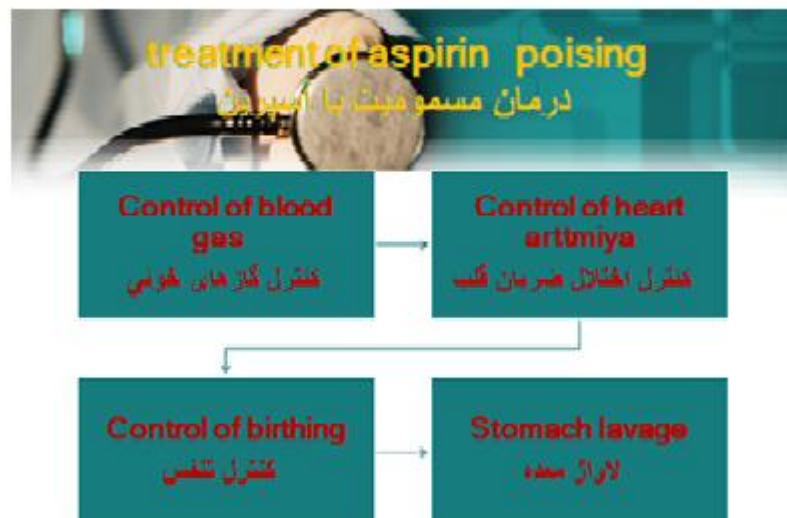 treatment of aspirin poising
درمان مسمومیت با آسپرین
Control of blood
gas
کنترل گازهای خونی
Control of heart
arttmiya
کنترل اختلال ضربان قلب
Control of birthing
کنترل تنفس
Stomach lavage
لاواژ معده